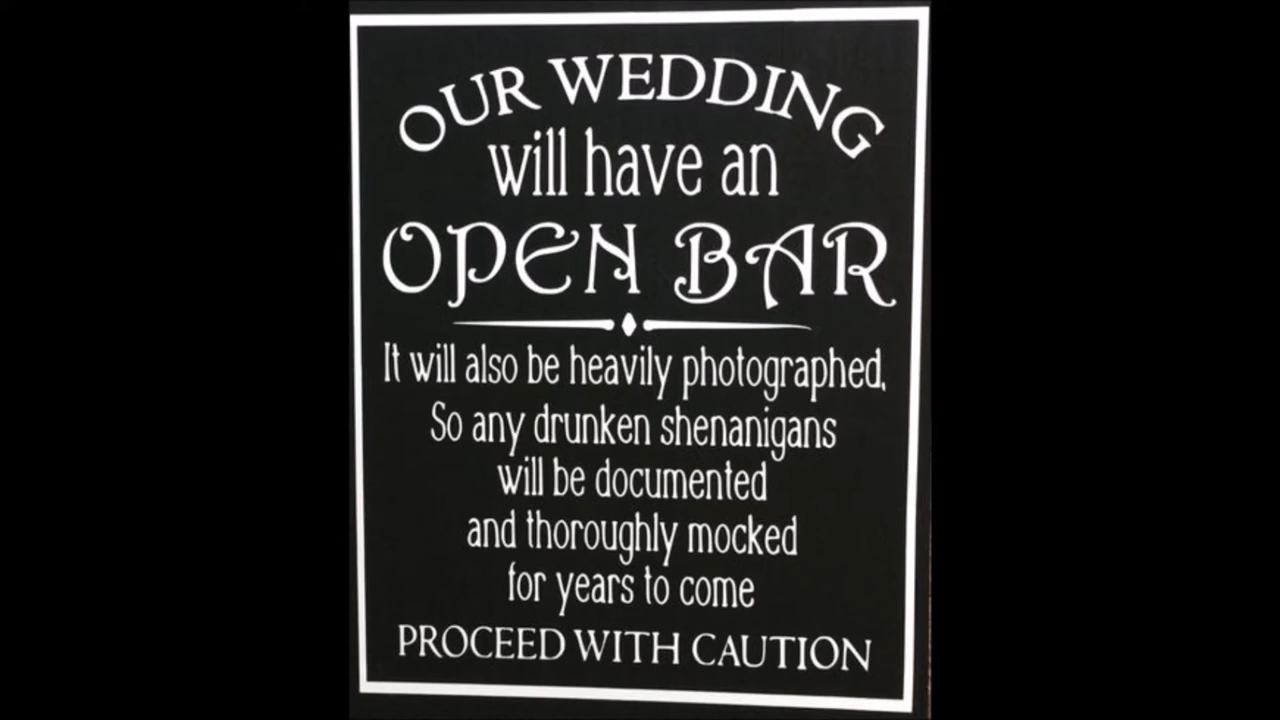 OUR WEDDING
will have an
OPEN BAR
It will also be heavily photographed,
So any drunken shenanigans
will be documented
and thoroughly mocked
for years to come
PROCEED WITH CAUTION